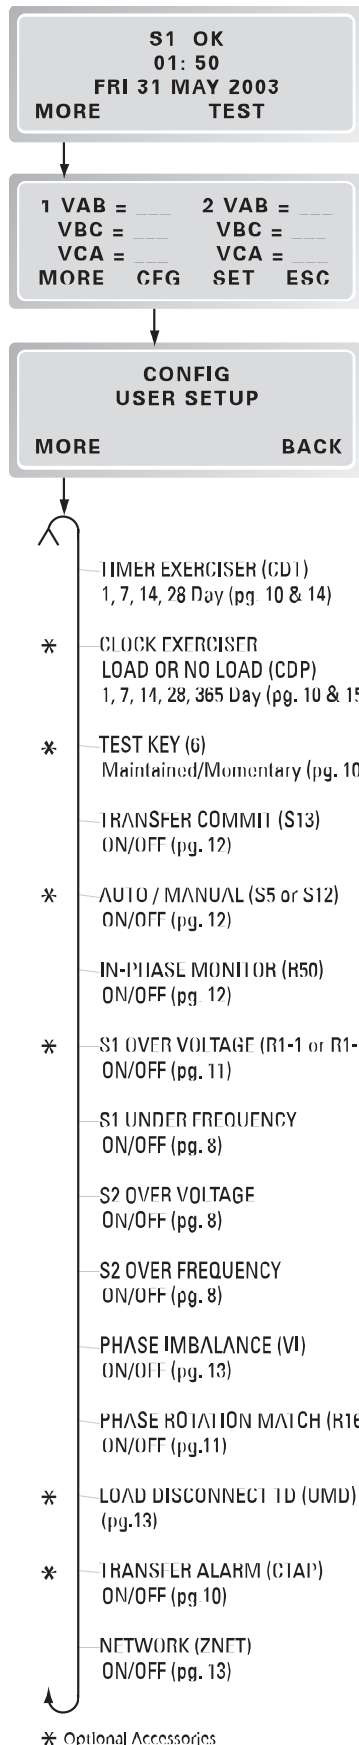 S1 OK
01: 50
FRI 31 MAY 2003
MORE TEST
1 VAB = ___ 2 VAB = ___
VBC = ___ VBC = ___
VCA = ___ VCA = ___
MORE CFG SET ESC
CONFIG
USER SETUP
MORE BACK
TIMER EXERCISER (CDT)
1, 7, 14, 28 Day (pg. 10 & 14)
* CLOCK EXERCISER
LOAD OR NO LOAD (CDP)
1, 7, 14, 28, 365 Day (pg. 10 & 15
* TEST KEY (6)
Maintained/Momentary (pg. 10
TRANSFER COMMIT (S13)
ON/OFF (pg. 12)
* AUTO / MANUAL (S5 or S12)
ON/OFF (pg. 12)
IN-PHASE MONITOR (R50)
ON/OFF (pg. 12)
* S1 OVER VOLTAGE (R1-1 or R1-
ON/OFF (pg. 11)
S1 UNDER FREQUENCY
ON/OFF (pg. 8)
S2 OVER VOLTAGE
ON/OFF (pg. 8)
S2 OVER FREQUENCY
ON/OFF (pg. 8)
PHASE IMBALANCE (VI)
ON/OFF (pg. 13)
PHASE ROTATION MATCH (R16
ON/OFF (pg.11)
* LOAD DISCONNECT TD (UMD)
(pg.13)
* TRANSFER ALARM (CTAP)
ON/OFF (pg.10)
NETWORK (ZNET)
ON/OFF (pg. 13)
* Optional Accessories